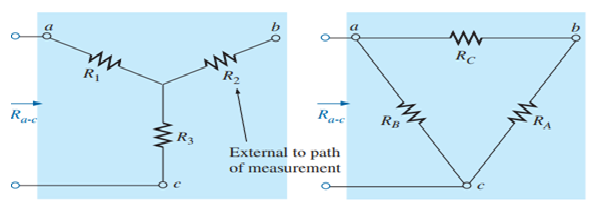 a
b
R1
R2
Ra-c
R3
External to path
of measurement
c
a
b
RC
Ra-c
RB
RA
c